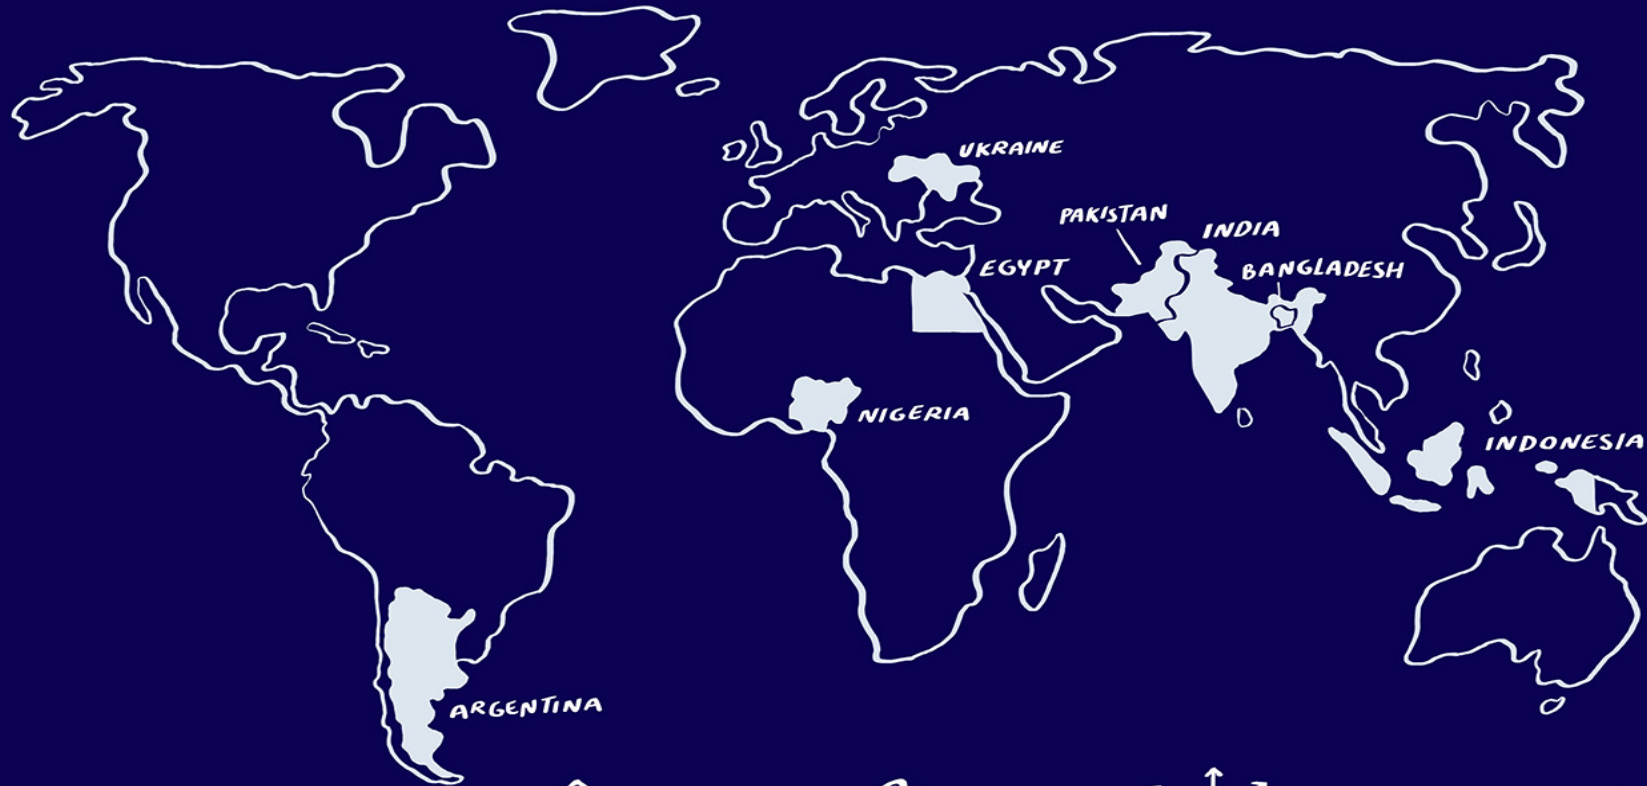 UKRAINE
PAKISTAN
INDIA
EGYPT
BANGLADESH
NIGERIA
INDONESIA
ARGENTINA